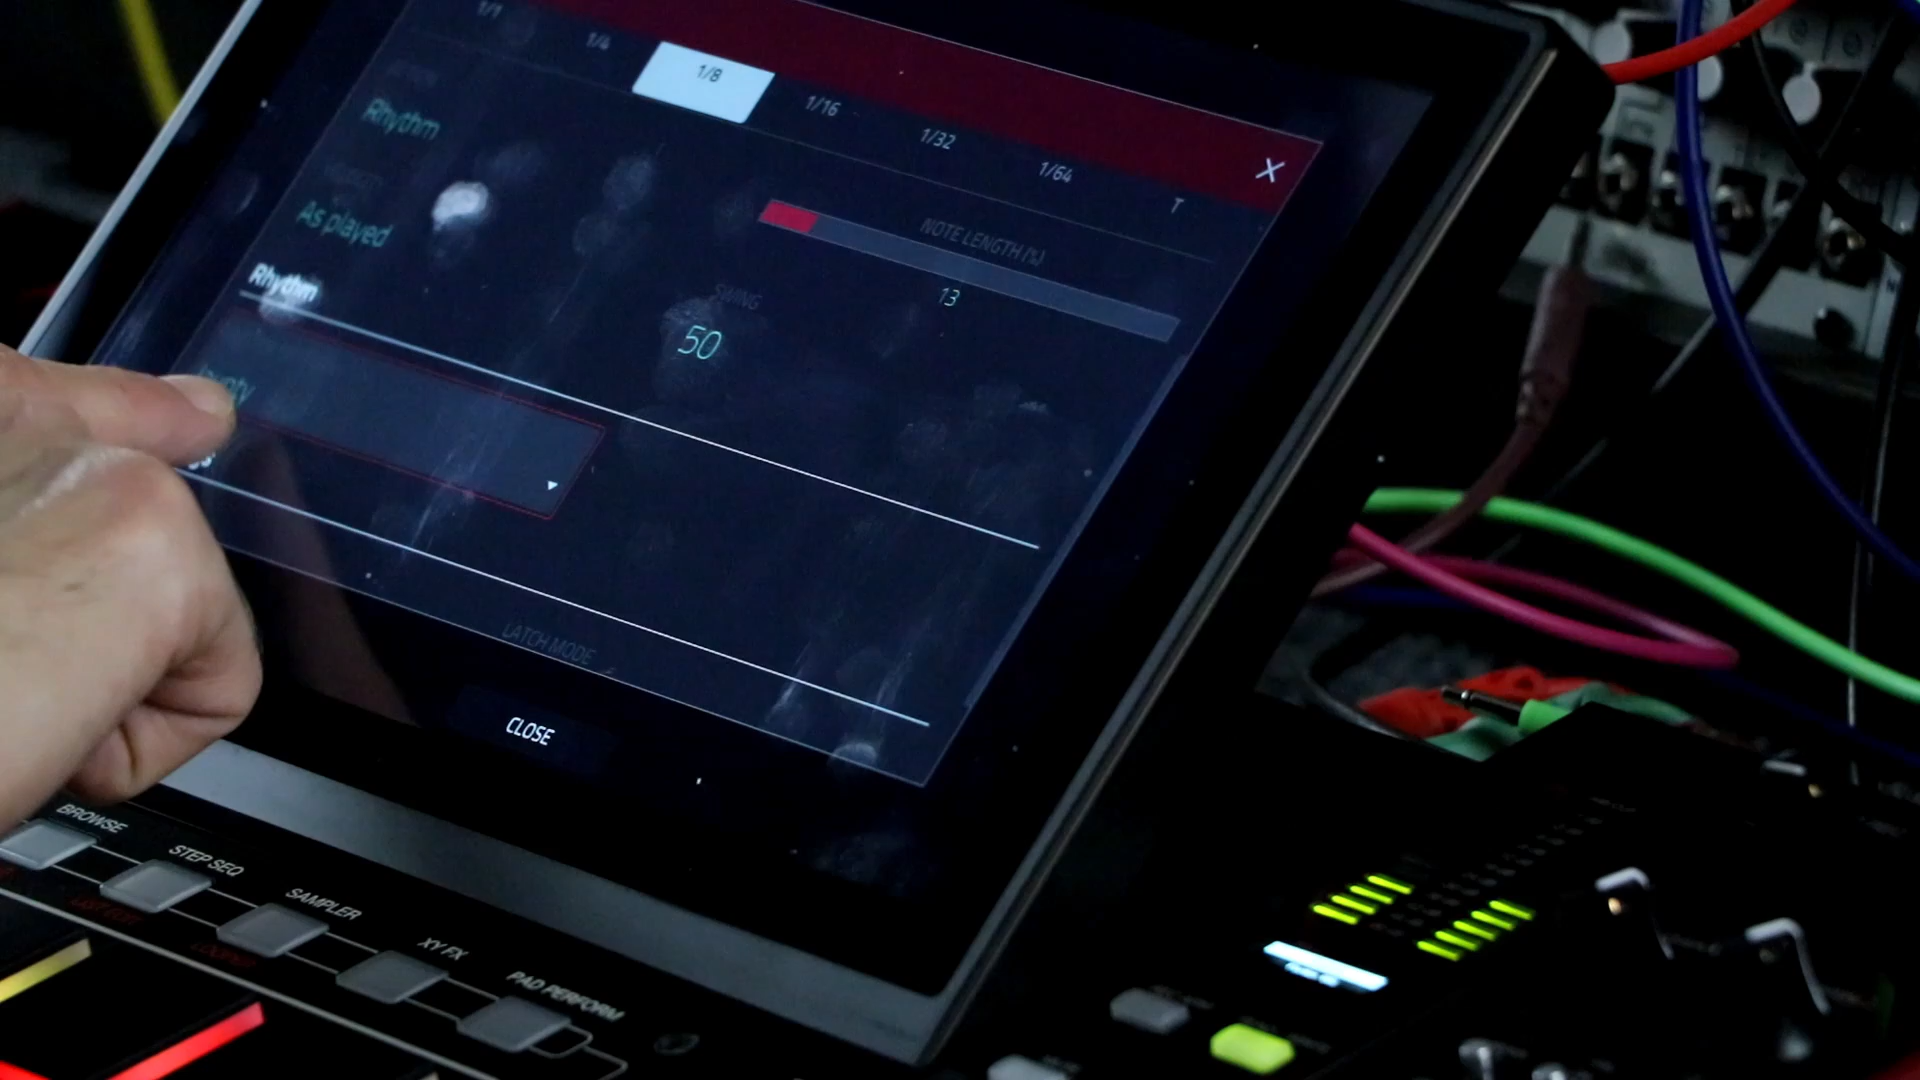 1/1
1/4
1/8
1/16
1/32
1/64
T
X
Rhythm
As played
NOTE LENGTH (%)
13
Rhythm
SWING
50
LATCH MODE
CLOSE
BROWSE
STEP SEQ
SAMPLER
LOOPER
XY FX
PAD PERFORM